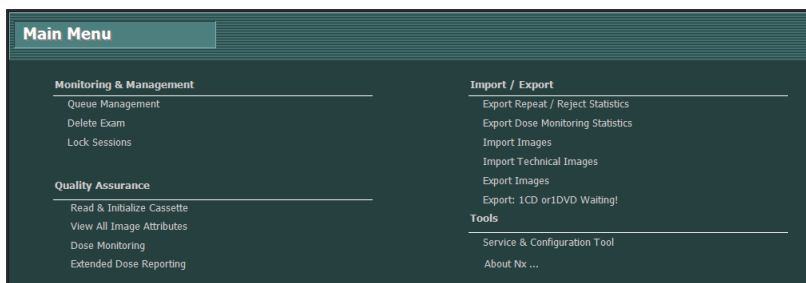 Main Menu
Monitoring & Management
Queue Management
Delete Exam
Lock Sessions
Quality Assurance
Read & Initialize Cassette
View All Image Attributes
Dose Monitoring
Extended Dose Reporting
Import / Export
Export Repeat / Reject Statistics
Export Dose Monitoring Statistics
Import Images
Import Technical Images
Export Images
Export: 1CD or1DVD Waiting!
Tools
Service & Configuration Tool
About Nx ...